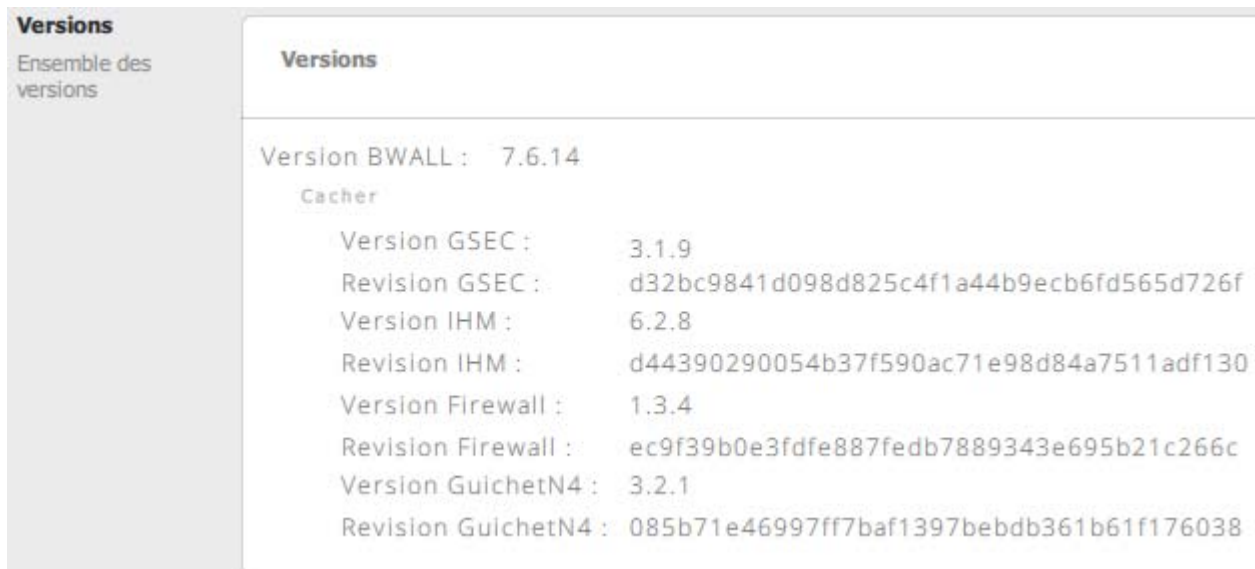 Versions
Ensemble des
versions
Versions
Version BWALL : 7.6.14
Cacher
Version GSEC : 3.1.9
Revision GSEC : d32bc9841d098d825c4f1a44b9ecb6fd565d726f
Version IHM : 6.2.8
Revision IHM : d44390290054b37f590ac71e98d84a7511adf130
Version Firewall : 1.3.4
Revision Firewall : ec9f39b0e3fdfe887fedb7889343e695b21c266c
Version GuichetN4 : 3.2.1
Revision GuichetN4 : 085b71e46997ff7baf1397bebdb361b61f176038